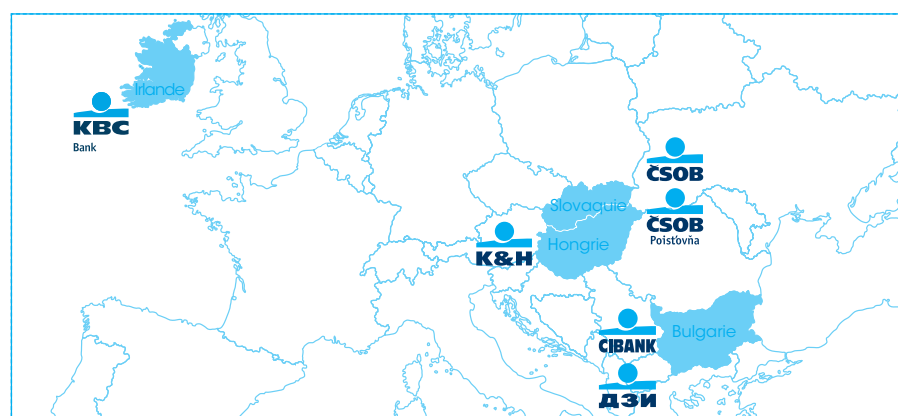 Irlande
KBC
Bank
ČSOB
Slovaquie
ČSOB
Poisťovňa
Hongrie
K&H
CIBANK
Bulgarie
ДЗИ